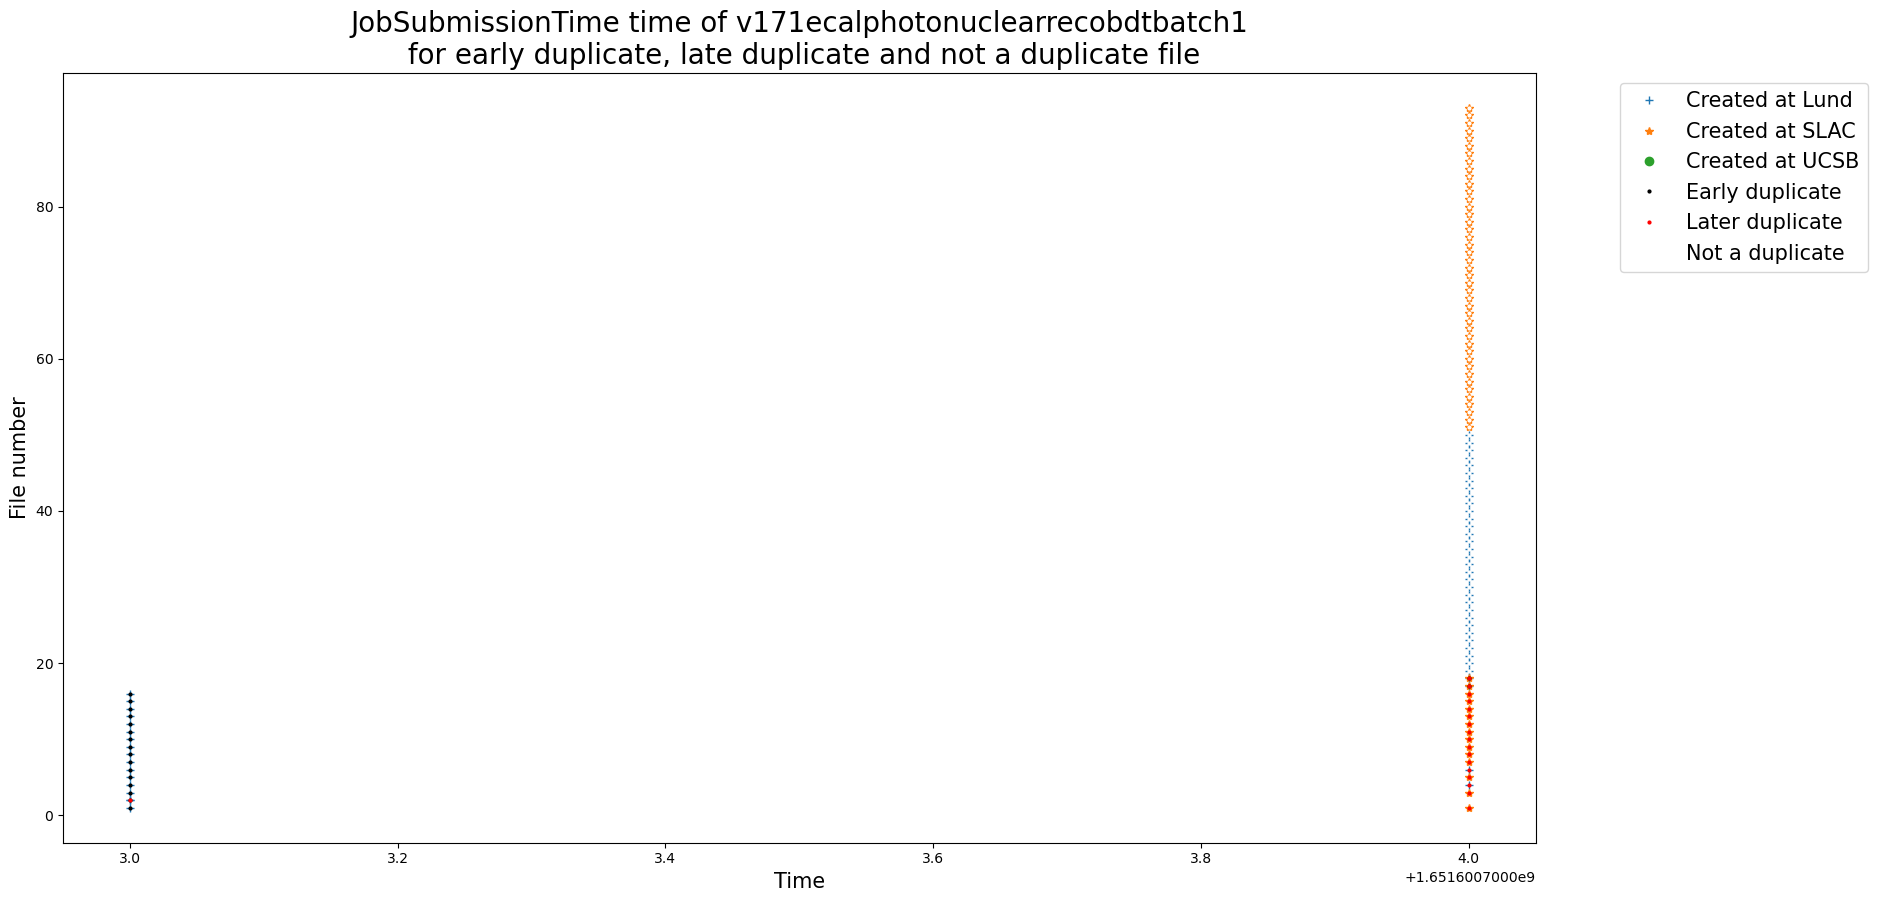 JobSubmissionTime time of v171ecalphotonuclearrecobdtbatch1
for early duplicate, late duplicate and not a duplicate file
Created at Lund
Created at SLAC
Created at UCSB
Early duplicate
Later duplicate
Not a duplicate
File number
80
60
40
20
0
3.0
3.2
3.4
3.6
3.8
4.0
+1.6516007000e9
Time